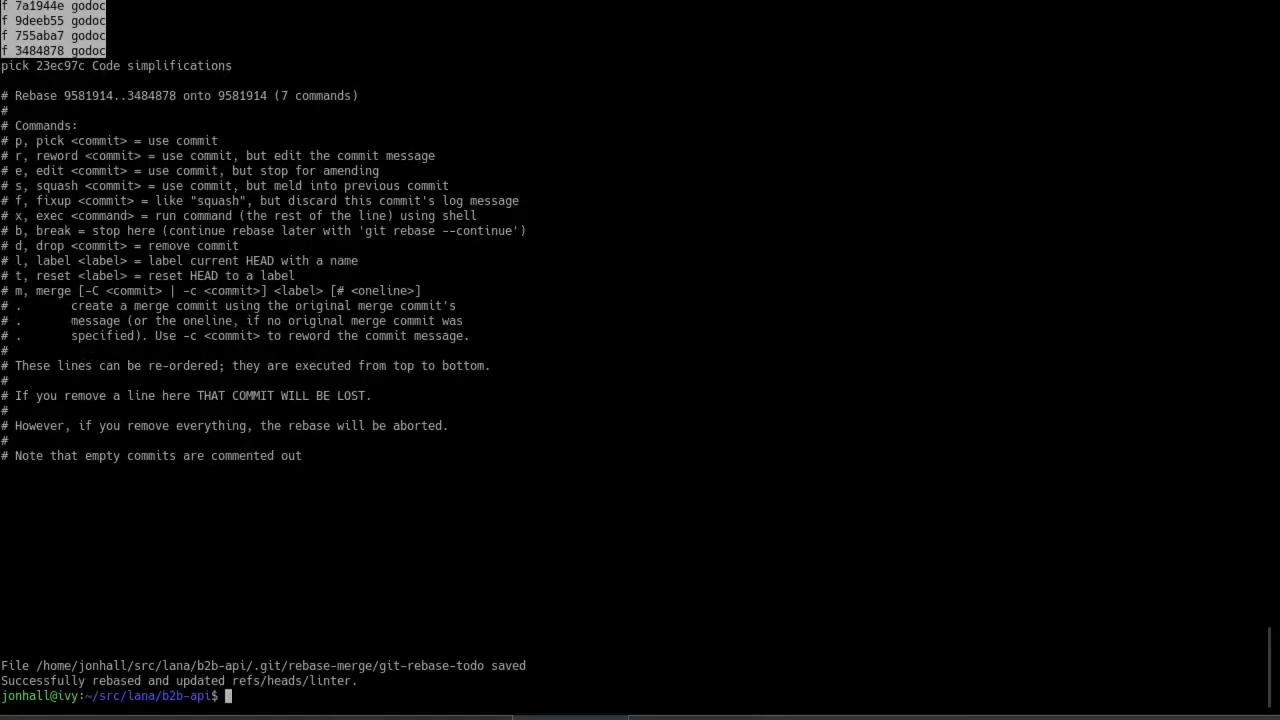 f 7a1944e godoc
f 9deeb55 godoc
f 755aba7 godoc
f 3484878 godoc
pick 23ec97c Code simplifications
# Rebase 9581914..3484878 onto 9581914 (7 commands)
#
# Commands:
# p, pick <commit> = use commit
# r, reword <commit> = use commit, but edit the commit message
# e, edit <commit> = use commit, but stop for amending
# s, squash <commit> = use commit, but meld into previous commit
# f, fixup <commit> = like "squash", but discard this commit's log message
# x, exec <command> = run command (the rest of the line) using shell
# b, break = stop here (continue rebase later with 'git rebase --continue')
# d, drop <commit> = remove commit
# l, label <label> = label current HEAD with a name
# t, reset <label> = reset HEAD to a label
# m, merge [-C <commit> | -c <commit>] <label> [# <oneline>]
# .       create a merge commit using the original merge commit's
# .       message (or the oneline, if no original merge commit was
# .       specified). Use -c <commit> to reword the commit message.
#
# These lines can be re-ordered; they are executed from top to bottom.
#
# If you remove a line here THAT COMMIT WILL BE LOST.
#
# However, if you remove everything, the rebase will be aborted.
#
# Note that empty commits are commented out
File /home/jonhall/src/lana/b2b-api/.git/rebase-merge/git-rebase-todo saved
Successfully rebased and updated refs/heads/linter.
jonhall@ivy:~/src/lana/b2b-api$